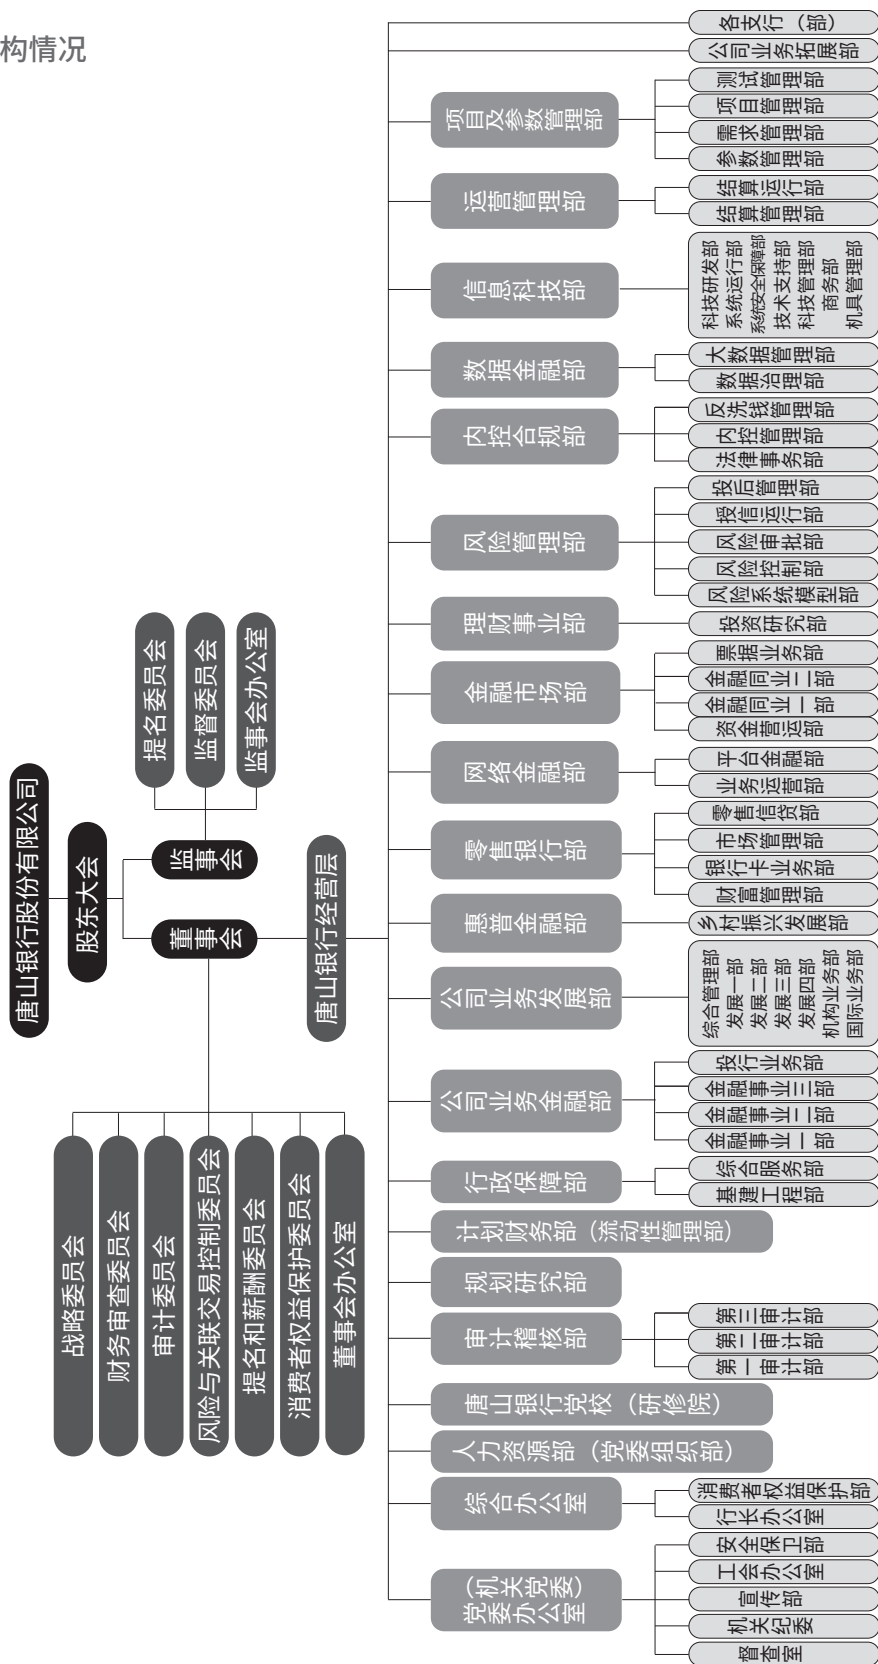 构情况
唐山银行股份有限公司
股东大会
董事会
监事会
提名委员会
监督委员会
监事会办公室
唐山银行经营层
战略委员会
财务审查委员会
审计委员会
风险与关联交易控制委员会
提名和薪酬委员会
消费者权益保护委员会
董事会办公室
(机关党委)
党委办公室
综合办公室
人力资源部(党委组织部)
唐山银行党校(研修院)
审计稽核部
规划研究部
计划财务部(流动性管理部)
行政保障部
公司业务金融部
公司业务发展部
惠普金融部
零售银行部
网络金融部
金融市场部
理财事业部
风险管理部
内控合规部
数据金融部
信息科技部
运营管理部
项目及参数管理部
督查室
机关纪委
宣传部
工会办公室
安全保卫部
行长办公室
消费者权益保护部
第一审计部
第二审计部
第三审计部
基建工程部
综合服务部
金融事业一部
金融事业二部
金融事业三部
投行业务部
综合管理部
发展一部
发展二部
发展三部
发展四部
机构业务部
国际业务部
乡村振兴发展部
财富管理部
银行卡业务部
市场管理部
零售信贷部
业务运营部
平台金融部
资金营运部
金融同业一部
金融同业二部
票据业务部
投资研究部
风险系统模型部
风险控制部
风险审批部
授信运行部
投后管理部
法律事务部
内控管理部
反洗钱管理部
数据治理部
大数据管理部
科技研发部
系统运行部
系统安全保障部
技术支持部
科技管理部
商务部
机具管理部
结算管理部
结算运行部
参数管理部
需求管理部
项目管理部
测试管理部
公司业务拓展部
各支行(部)